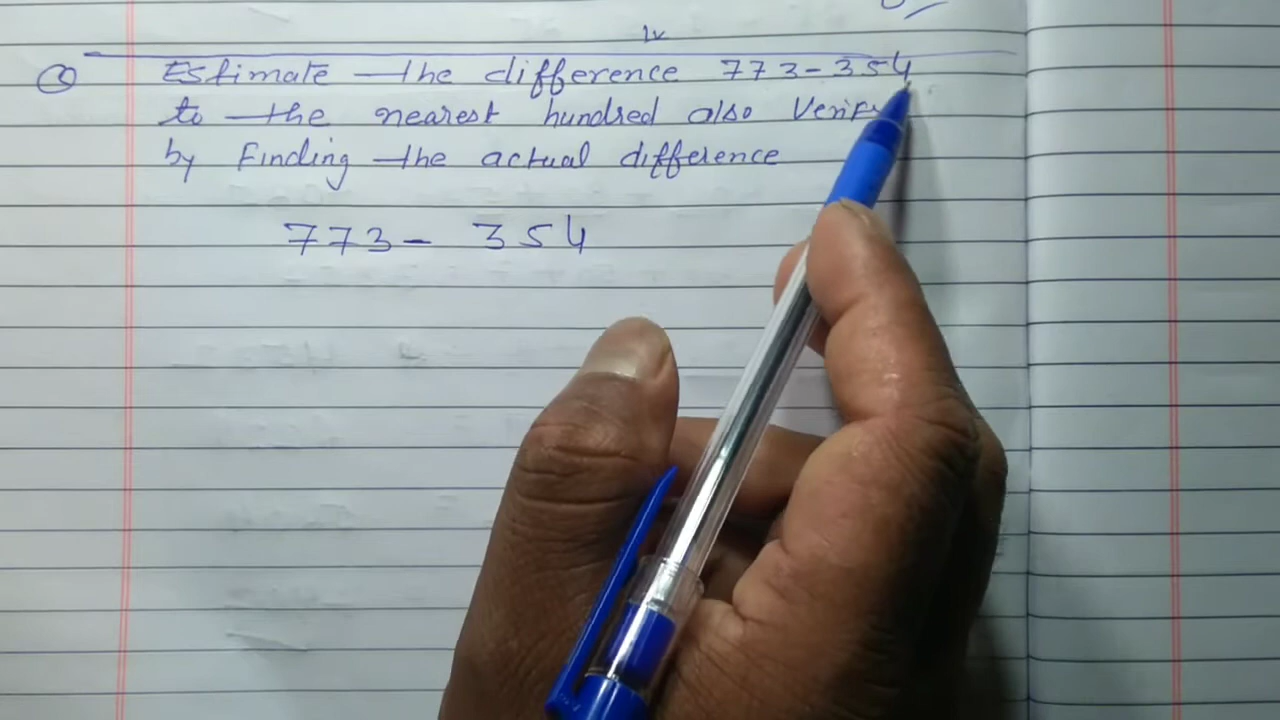 Q Estimate the difference 773-354
to the nearest hundred also
by Finding the actual difference
773- 354